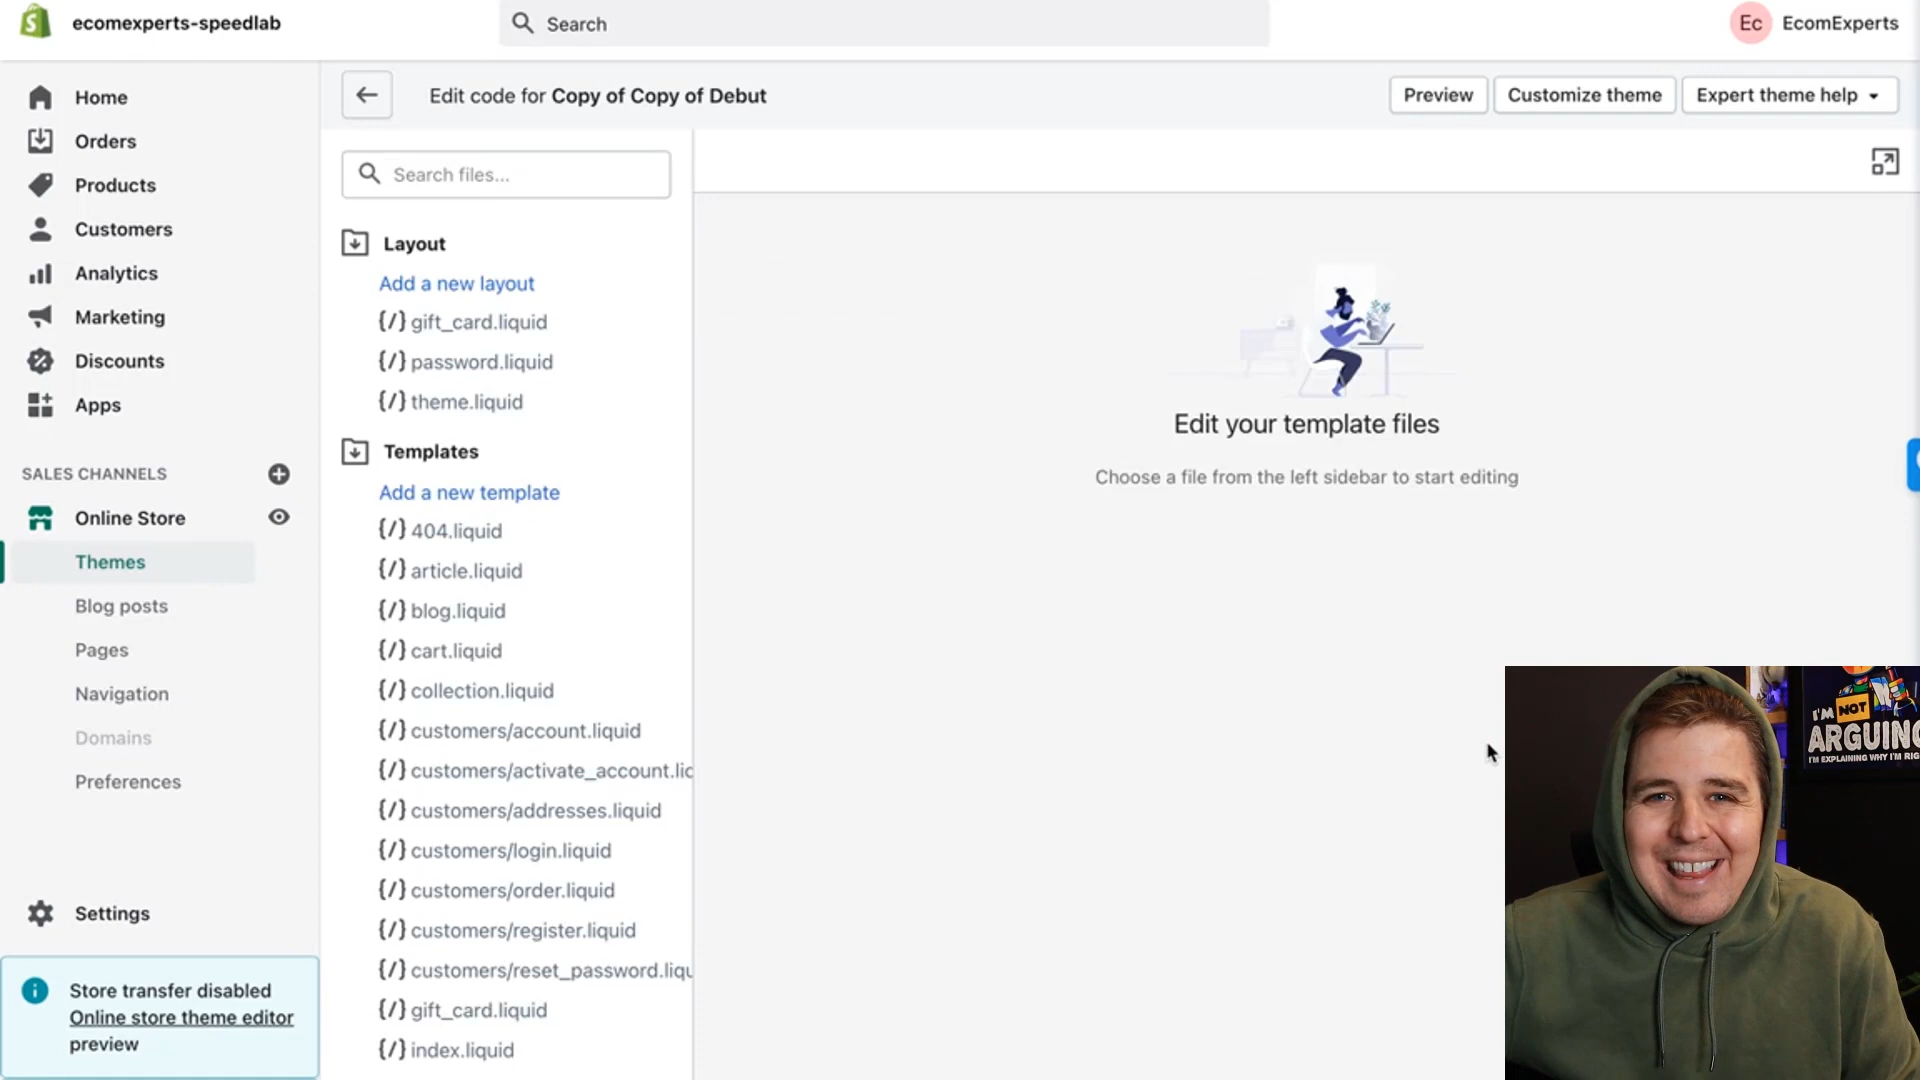 ecomexperts-speedlab
Search
Ec
EcomExperts
Home
Orders
Products
Customers
Analytics
Marketing
Discounts
Apps
SALES CHANNELS
Online Store
Themes
Blog posts
Pages
Navigation
Domains
Preferences
Settings
Store transfer disabled
Online store theme editor
preview
Edit code for Copy of Copy of Debut
Preview
Customize theme
Expert theme help
Search files...
Layout
Add a new layout
{/} gift_card.liquid
{/} password.liquid
{/} theme.liquid
Templates
Add a new template
{/} 404.liquid
{/} article.liquid
{/} blog.liquid
{/} cart.liquid
{/} collection.liquid
{/} customers/account.liquid
{/} customers/activate_account.lic
{/} customers/addresses.liquid
{/} customers/login.liquid
{/} customers/order.liquid
{/} customers/register.liquid
{/} customers/reset_password.liqu
{/} gift_card.liquid
{/} index.liquid
Edit your template files
Choose a file from the left sidebar to start editing
I'M NOT
ARGUING
I'M EXPLAINING WHY I'M RIG